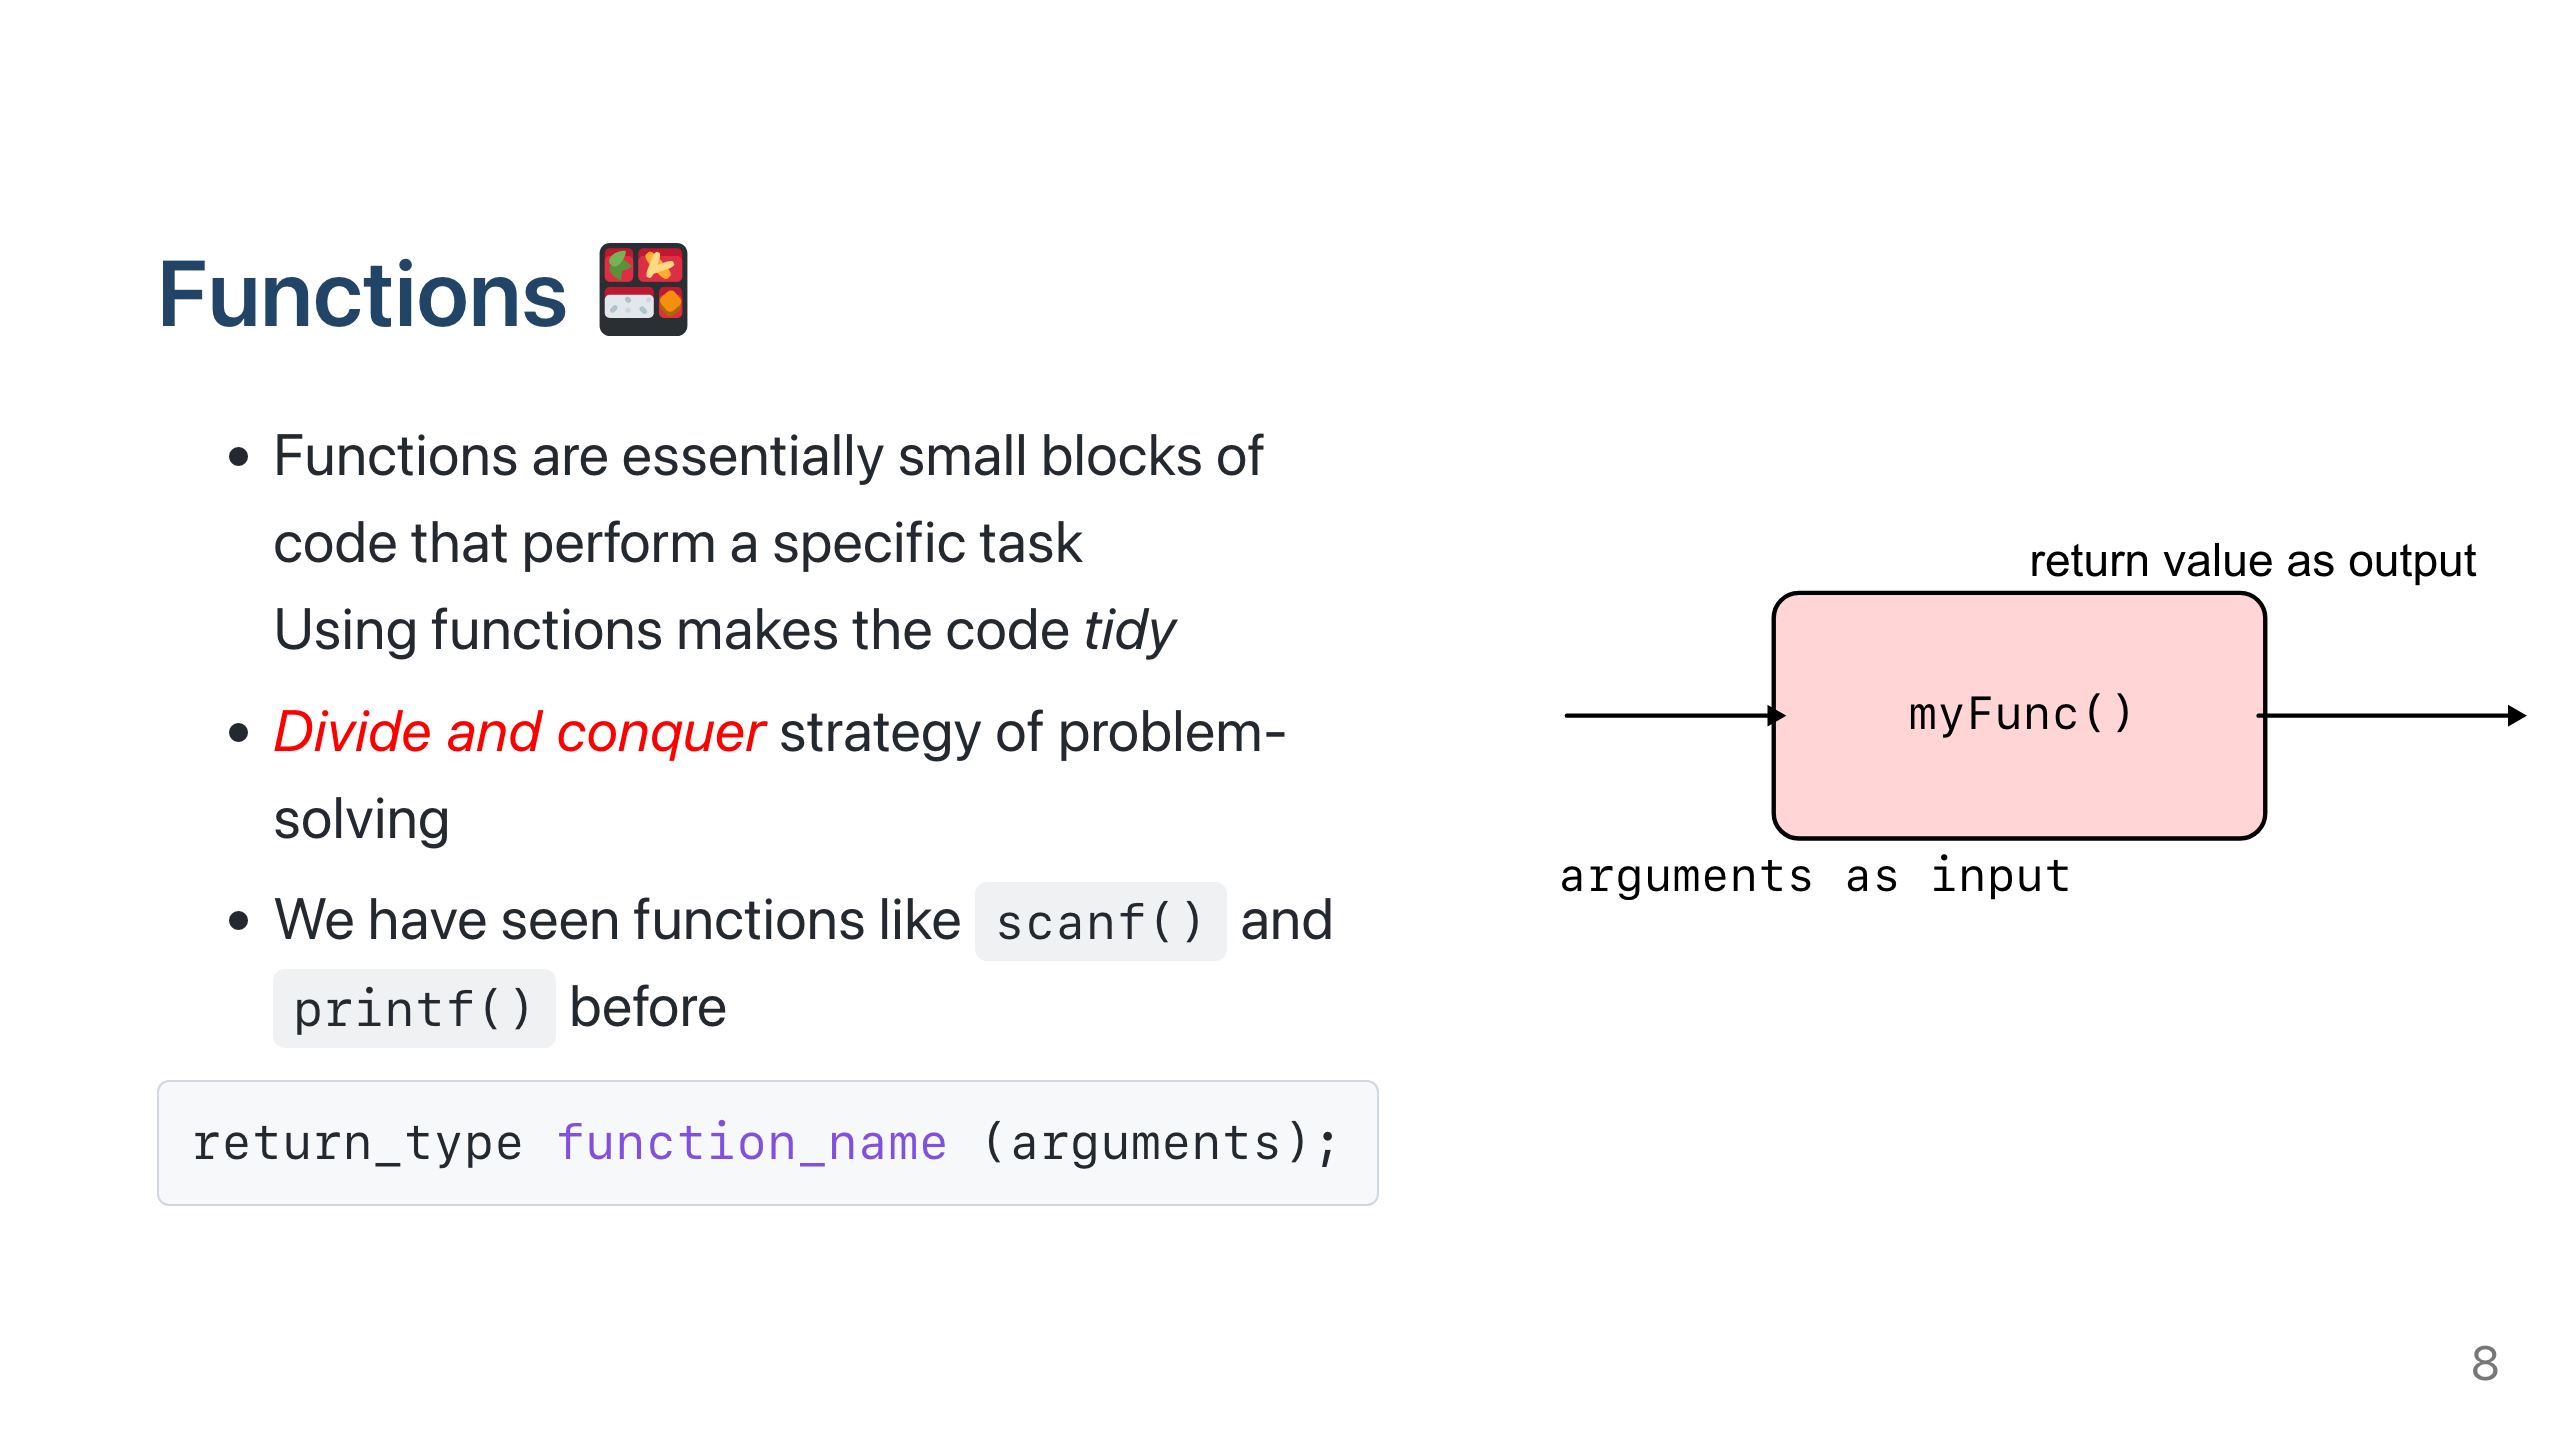 Functions
Functions are essentially small blocks of
code that perform a specific task
Using functions makes the code tidy
Divide and conquer strategy of problem-
solving
We have seen functions like scanf() and
printf() before
return_type function_name (arguments);
return value as output
myFunc()
arguments as input
8